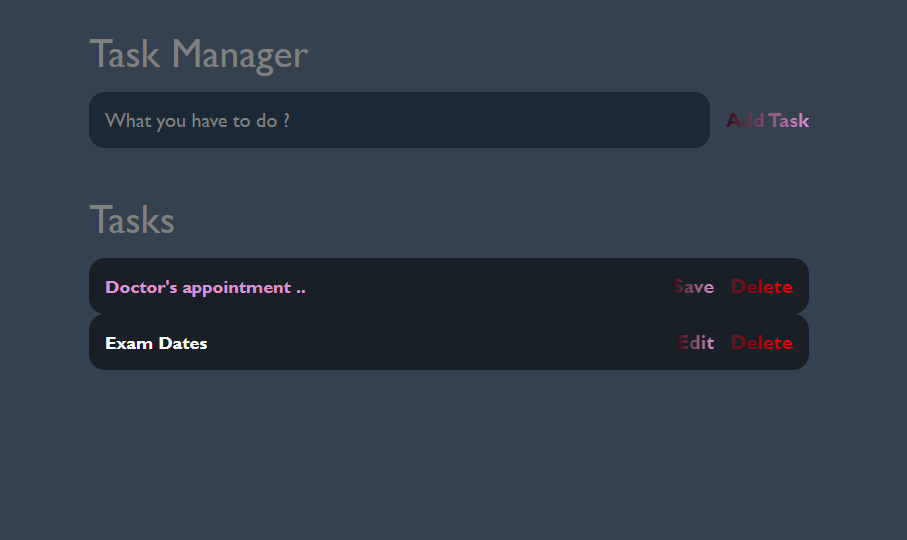 Task Manager
What you have to do ? Add Task
Tasks
Doctor's appointment .. Save Delete
Exam Dates Edit Delete